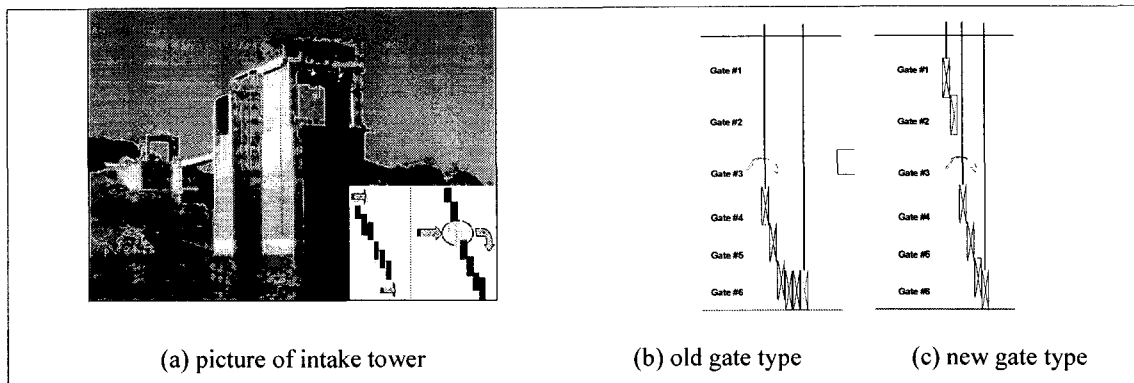 Gate #1
Gate #2
Gate #3
Gate #4
Gate #5
Gate #6
Gate #1
Gate #2
Gate #3
Gate #4
Gate #6
Gate #6
(a) picture of intake tower
(b) old gate type
(c) new gate type